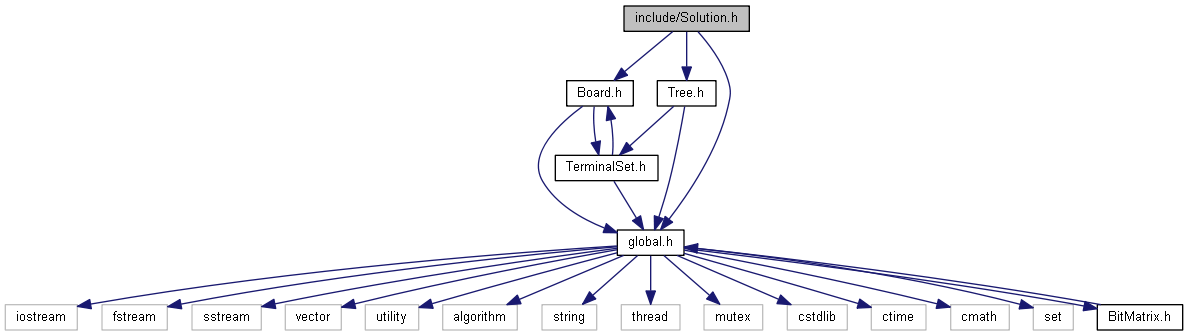 include/Solution.h
Board.h
Tree.h
TerminalSet.h
global.h
iostream
fstream
sstream
vector
utility
algorithm
string
thread
mutex
cstdlib
ctime
cmath
set
BitMatrix.h